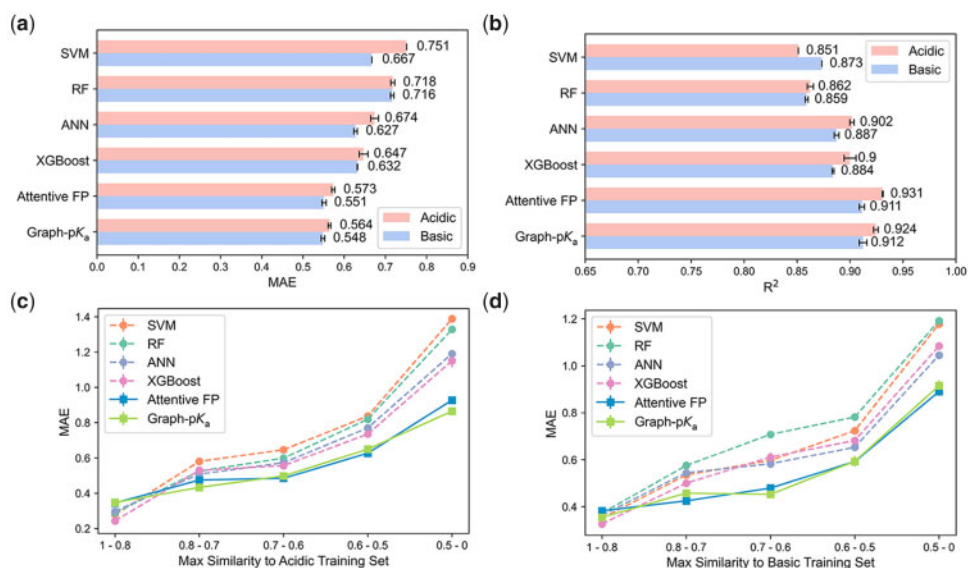 (a)
SVM
RF
ANN
XGBoost
Attentive FP
Graph-pKa
0.751
0.667
0.718
0.716
0.674
0.627
0.647
0.632
0.573
0.551
0.564
0.548
Acidic
Basic
0.0 0.1 0.2 0.3 0.4 0.5 0.6 0.7 0.8 0.9
MAE
(b)
SVM
RF
ANN
XGBoost
Attentive FP
Graph-pKa
0.851
0.873
0.862
0.859
0.902
0.887
0.9
0.884
0.931
0.911
0.924
0.912
Acidic
Basic
0.65 0.70 0.75 0.80 0.85 0.90 0.95 1.00
R²
(c)
MAE
1.4
1.2
1.0
0.8
0.6
0.4
0.2
SVM
RF
ANN
XGBoost
Attentive FP
Graph-pKa
1 - 0.8 0.8 - 0.7 0.7 - 0.6 0.6 - 0.5 0.5 - 0
Max Similarity to Acidic Training Set
(d)
MAE
1.2
1.0
0.8
0.6
0.4
SVM
RF
ANN
XGBoost
Attentive FP
Graph-pKa
1 - 0.8 0.8 - 0.7 0.7 - 0.6 0.6 - 0.5 0.5 - 0
Max Similarity to Basic Training Set